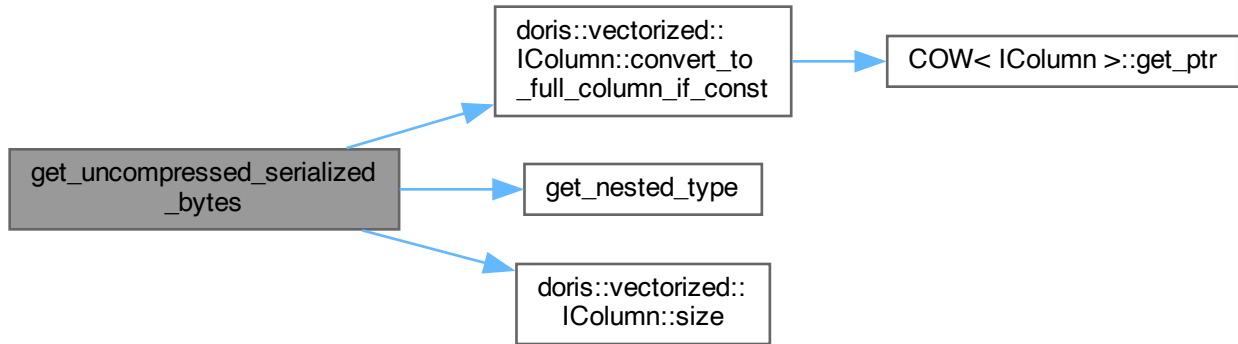 doris::vectorized::
IColumn::convert_to
_full_column_if_const
COW< IColumn >::get_ptr
get_uncompressed_serialized
_bytes
get_nested_type
doris::vectorized::
IColumn::size